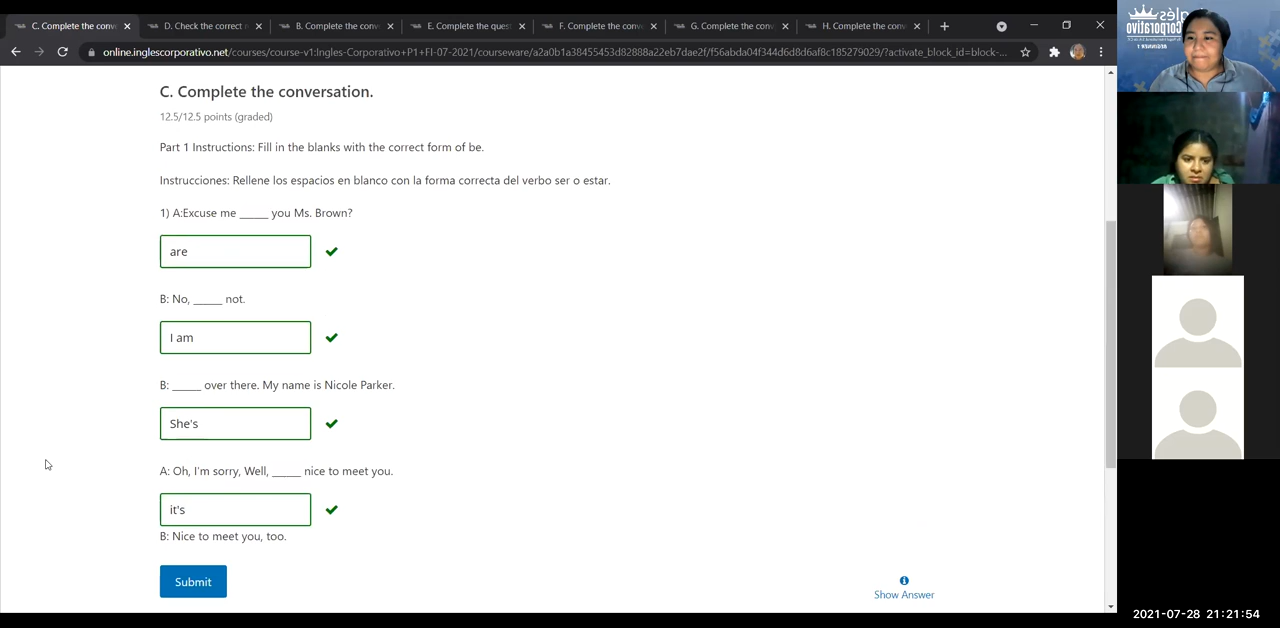 C. Complete the conv
D. Check the correct
B. Complete the conv
E. Complete the ques
F. Complete the conv
G. Complete the conv
H. Complete the conv
online.inglescorporativo.net/courses/course-v1:Ingles-Corporativo+P1+FI-07-2021/courseware/a2a0b1a38455453d82888a22eb7dae2f/f56abda04f344d6d8d6af8c185279029/?activate_block_id=block-...
C. Complete the conversation.
12.5/12.5 points (graded)
Part 1 Instructions: Fill in the blanks with the correct form of be.
Instrucciones: Rellene los espacios en blanco con la forma correcta del verbo ser o estar.
1) A:Excuse me _____ you Ms. Brown?
are
B: No, _____ not.
I am
B: _____ over there. My name is Nicole Parker.
She's
A: Oh, I'm sorry, Well, _____ nice to meet you.
it's
B: Nice to meet you, too.
Submit
Show Answer
2021-07-28 21:21:54